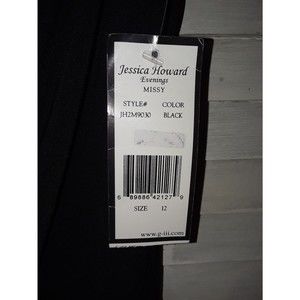 Jessica Howard
Evenings
MISSY
STYLE# COLOR
JH2M9030 BLACK
6 89886 42127 9
SIZE 12
www.g-iii.com